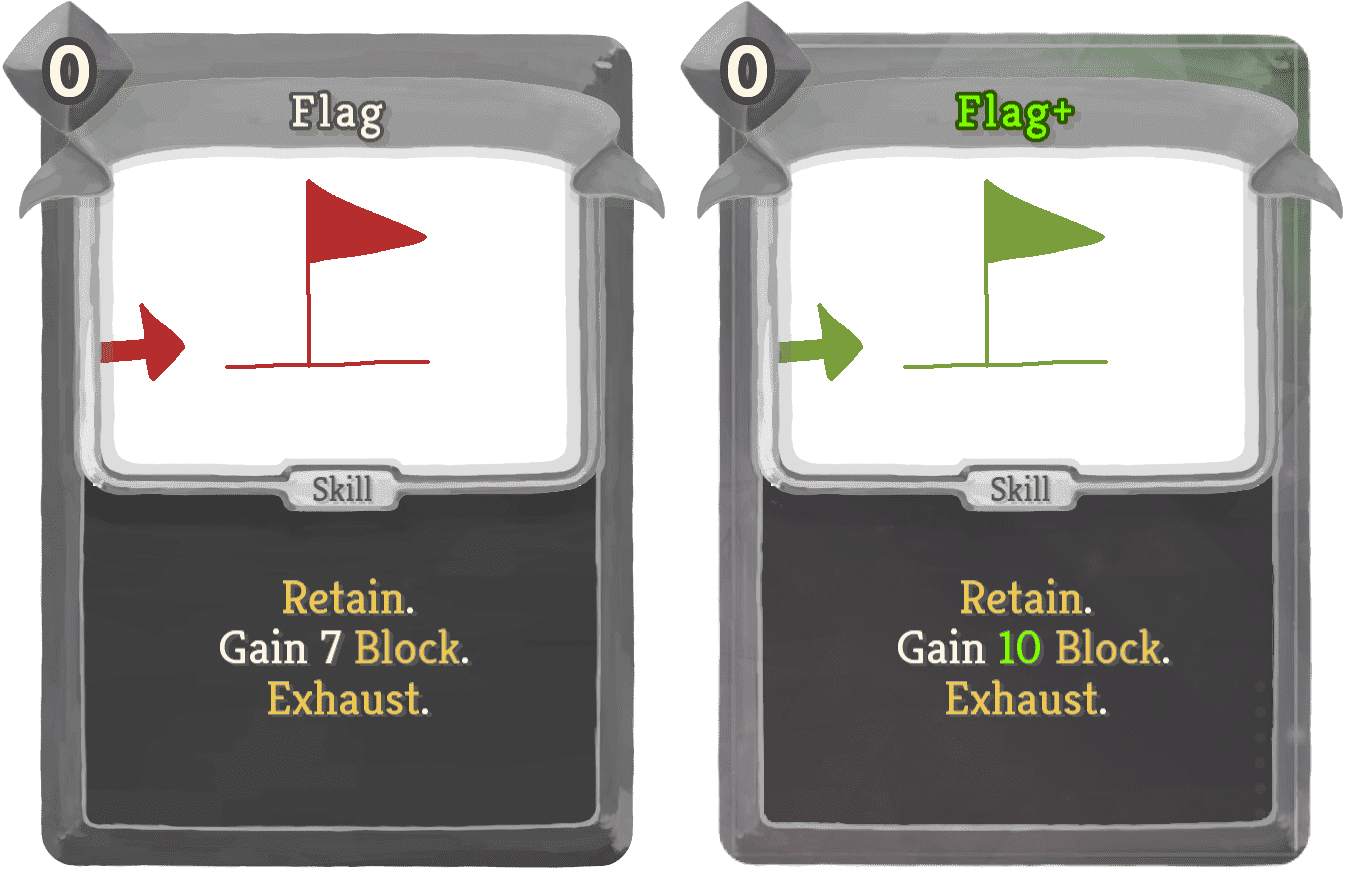 0
Flag
Skill
Retain.
Gain 7 Block.
Exhaust.
0
Flag+
Skill
Retain.
Gain 10 Block.
Exhaust.